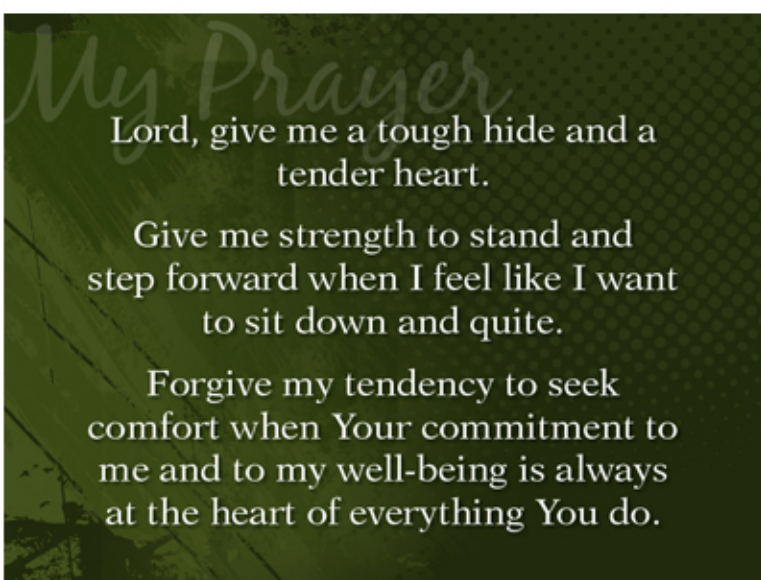 My Prayer
Lord, give me a tough hide and a
tender heart.
Give me strength to stand and
step forward when I feel like I want
to sit down and quite.
Forgive my tendency to seek
comfort when Your commitment to
me and to my well-being is always
at the heart of everything You do.